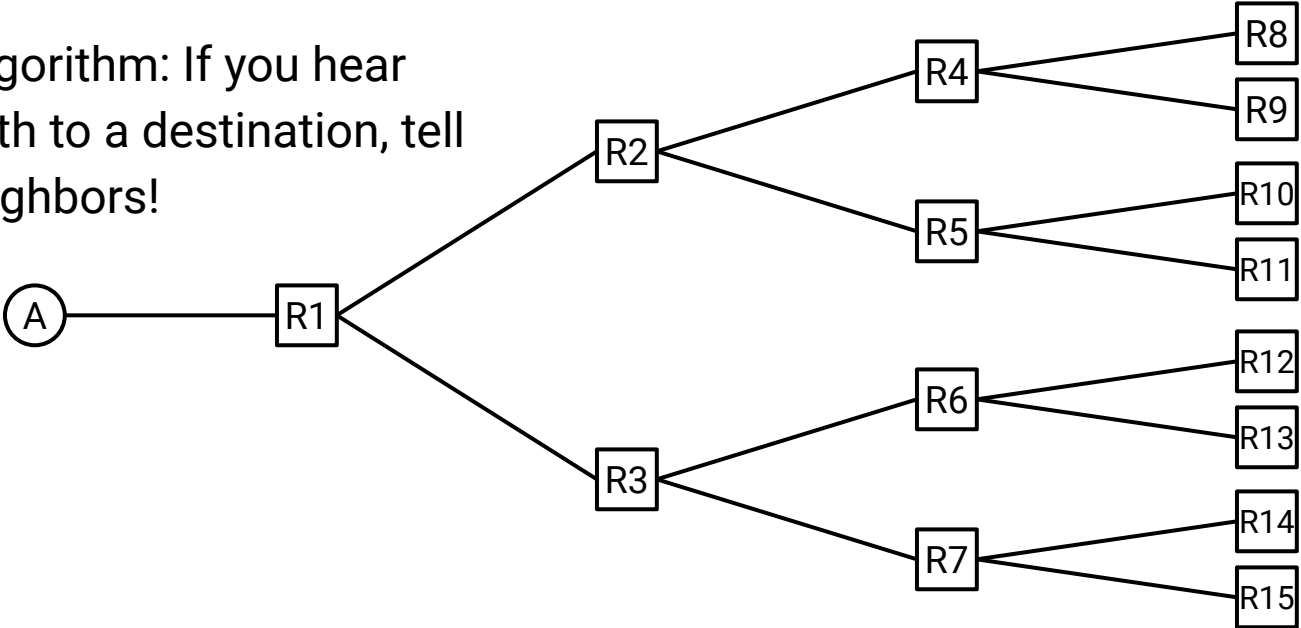 gorithm: If you hear
th to a destination, tell
ghbors!
A
R1
R2
R3
R4
R5
R6
R7
R8
R9
R10
R11
R12
R13
R14
R15